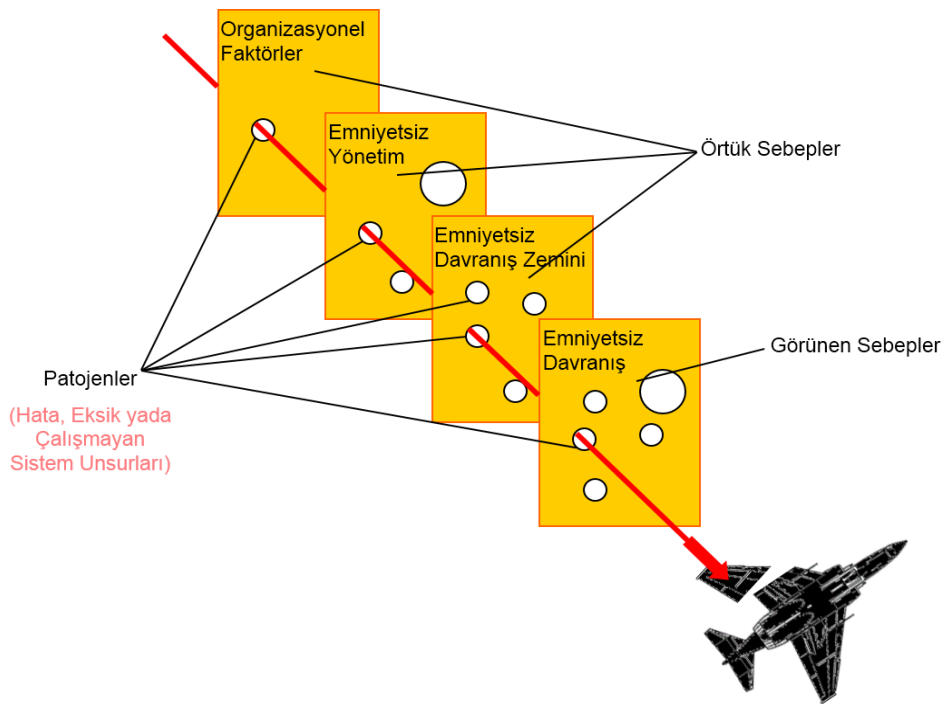 Organizasyonel
Faktörler
Emniyetsiz
Yönetim
Örtük Sebepler
Emniyetsiz
Davranış Zemini
Emniyetsiz
Davranış
Görünen Sebepler
Patojenler
(Hata, Eksik yada
Çalışmayan
Sistem Unsurları)